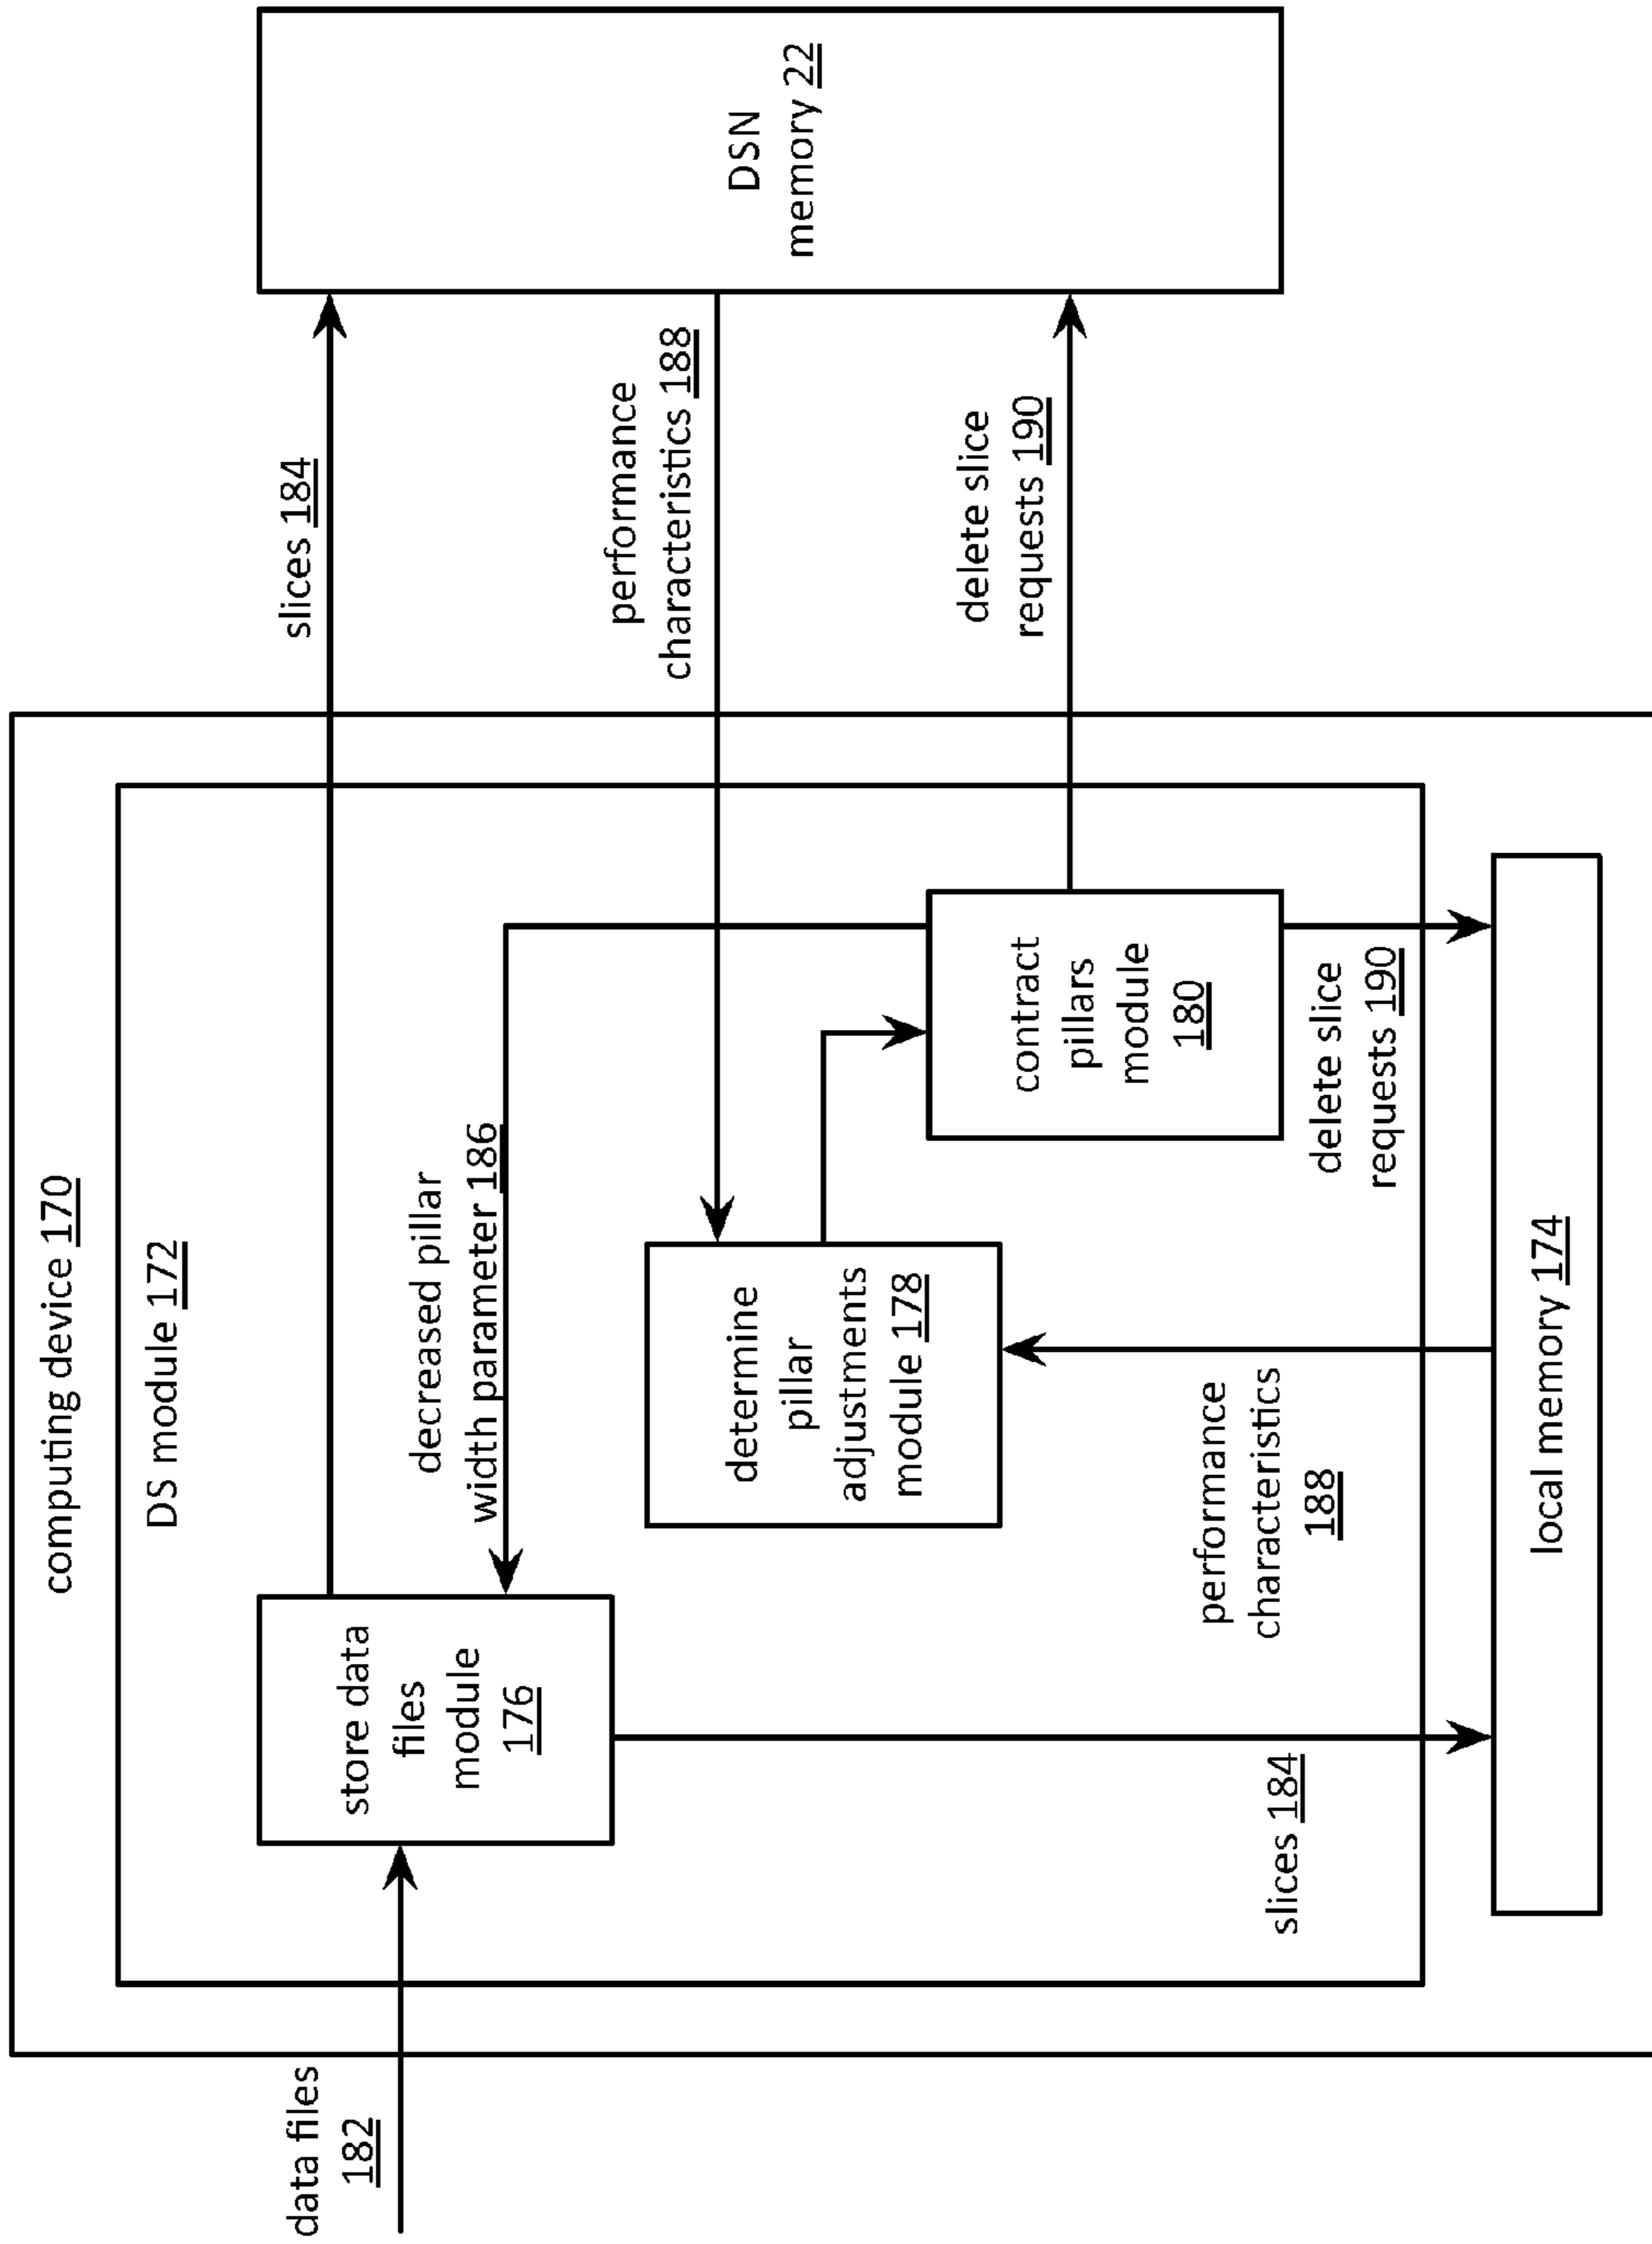 computing device 170
DS module 172
data files
182
store data
files
module
176
slices 184
decreased pillar
width parameter 186
performance
characteristics 188
DSN
memory 22
determine
pillar
adjustments
module 178
contract
pillars
module
180
delete slice
requests 190
slices 184
performance
characteristics
188
delete slice
requests 190
local memory 174